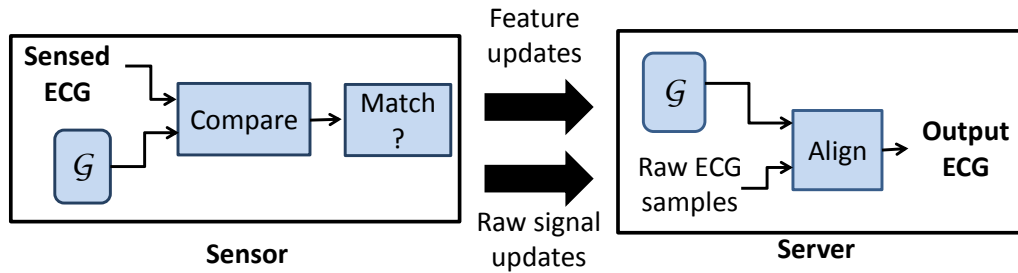 Sensed
ECG
𝒢
Compare
Match
?
Sensor
Feature
updates
Raw signal
updates
𝒢
Raw ECG
samples
Align
Output
ECG
Server